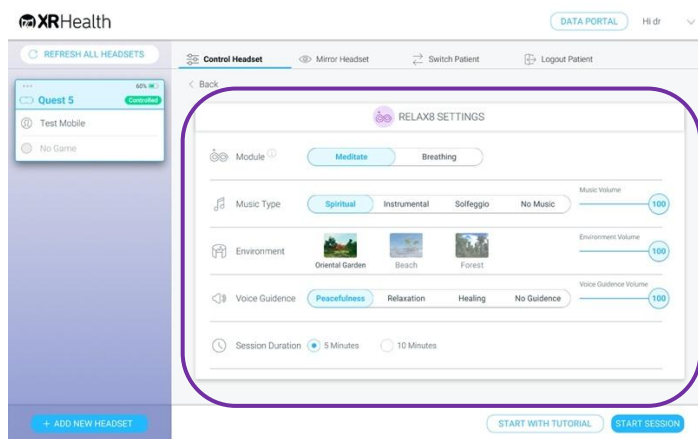 XRHealth
DATA PORTAL
Hi dr
REFRESH ALL HEADSETS
Control Headset
Mirror Headset
Switch Patient
Logout Patient
60%
Quest 5
Controlled
Test Mobile
No Game
< Back
RELAX8 SETTINGS
Module
Meditate
Breathing
Music Type
Spiritual
Instrumental
Solfeggio
No Music
Music Volume
100
Environment
Oriental Garden
Beach
Forest
Environment Volume
100
Voice Guidence
Peacefulness
Relaxation
Healing
No Guidence
Voice Guidence Volume
100
Session Duration
5 Minutes
10 Minutes
+ ADD NEW HEADSET
START WITH TUTORIAL
START SESSION